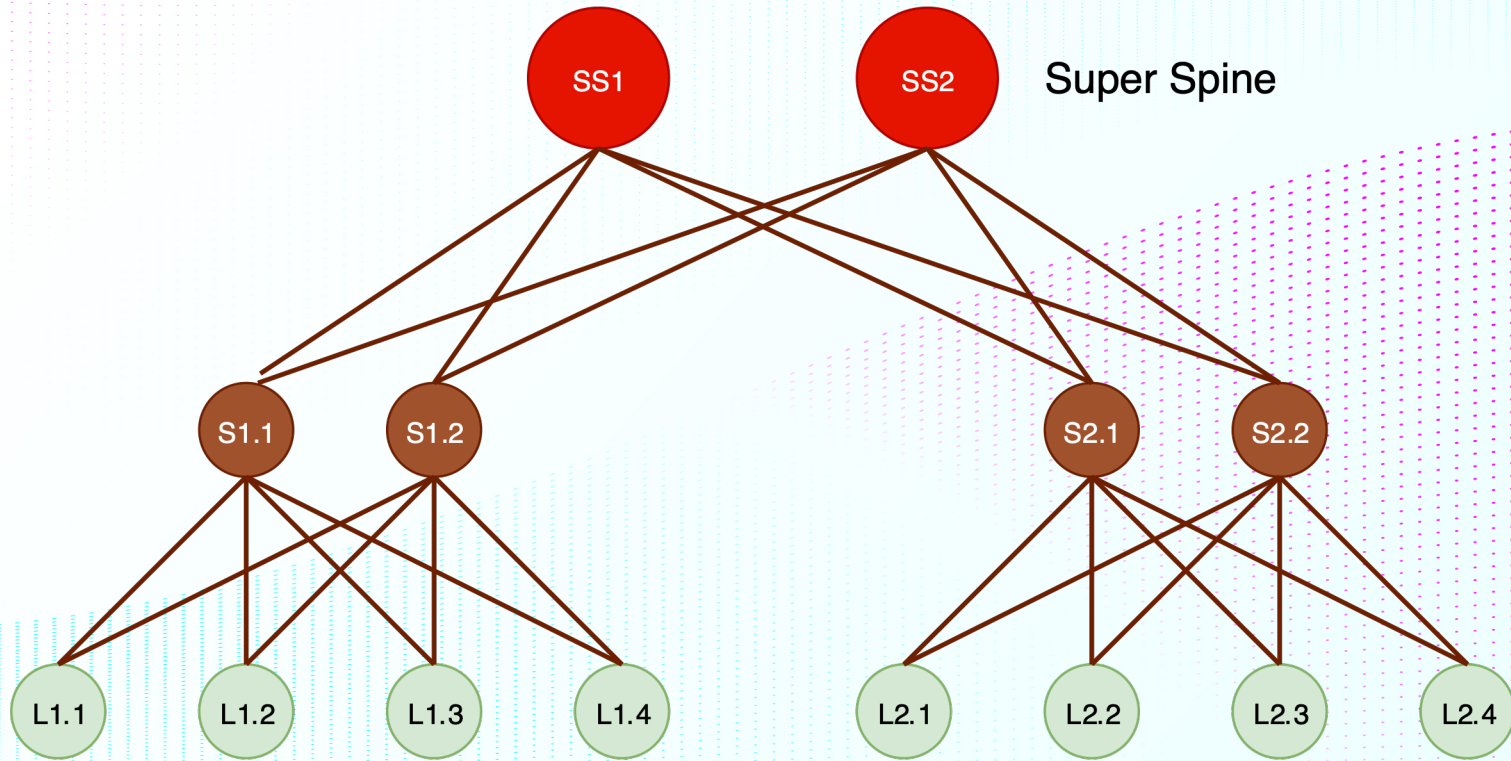 SS1
SS2
Super Spine
S1.1
S1.2
S2.1
S2.2
L1.1
L1.2
L1.3
L1.4
L2.1
L2.2
L2.3
L2.4